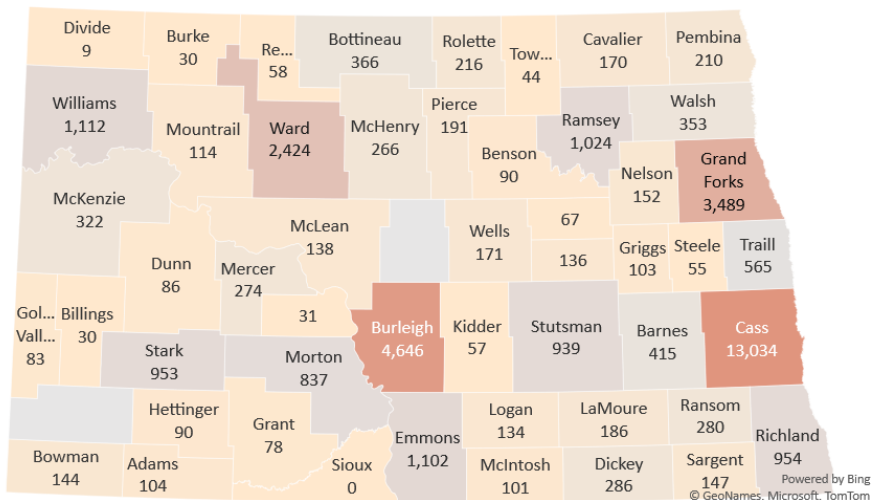 Divide
9
Burke
30
Re...
58
Bottineau
366
Rolette
216
Tow...
44
Cavalier
170
Pembina
210
Williams
1,112
Mountrail
114
Ward
2,424
McHenry
266
Pierce
191
Benson
90
Ramsey
1,024
Walsh
353
Nelson
152
Grand
Forks
3,489
McKenzie
322
McLean
138
Wells
171
67
136
Griggs
103
Steele
55
Traill
565
Dunn
86
Mercer
274
31
Gol...
Vall...
83
Billings
30
Stark
953
Morton
837
Burleigh
4,646
Kidder
57
Stutsman
939
Barnes
415
Cass
13,034
Hettinger
90
Grant
78
Emmons
1,102
Logan
134
LaMoure
186
Ransom
280
Richland
954
Bowman
144
Adams
104
Sioux
0
McIntosh
101
Dickey
286
Sargent
147
Powered by Bing
© GeoNames, Microsoft, TomTom